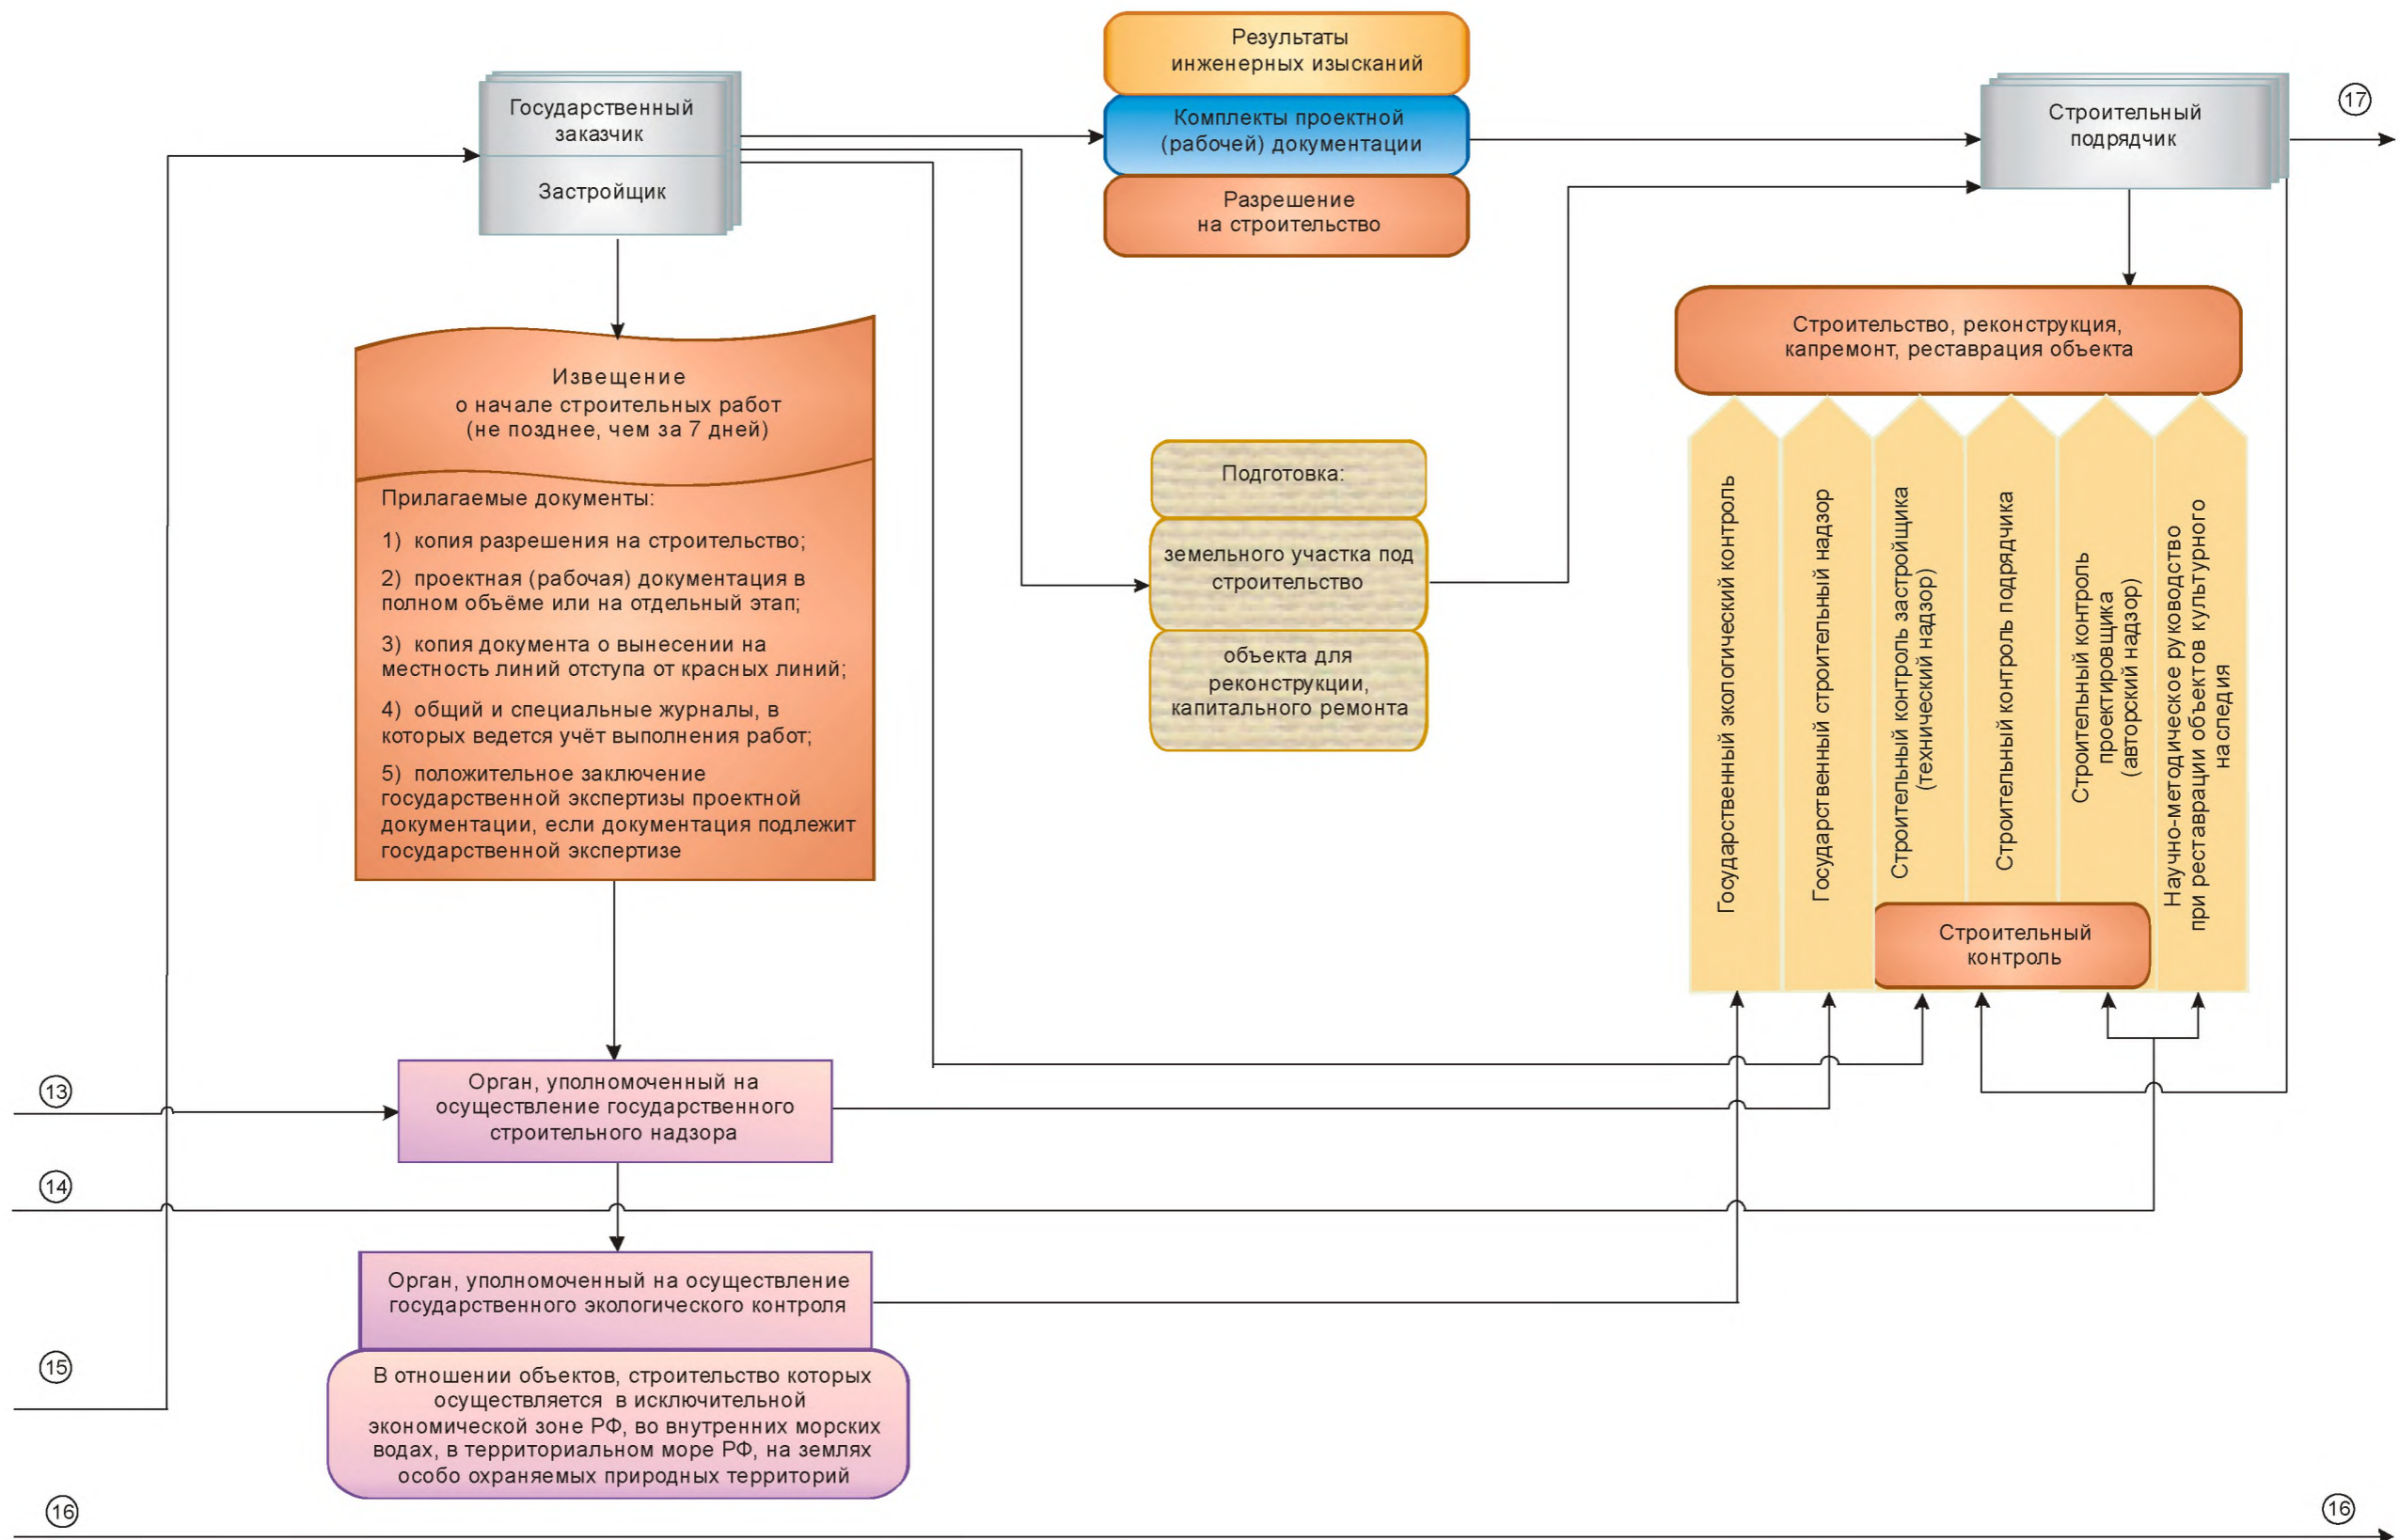 Результаты
инженерных изысканий
Государственный
заказчик
Застройщик
Комплекты проектной
(рабочей) документации
Разрешение
на строительство
Строительный
подрядчик
17
Извещение
о начале строительных работ
(не позднее, чем за 7 дней)
Прилагаемые документы:
1) копия разрешения на строительство;
2) проектная (рабочая) документация в
полном объёме или на отдельный этап;
3) копия документа о вынесении на
местность линий отступа от красных линий;
4) общий и специальные журналы, в
которых ведется учёт выполнения работ;
5) положительное заключение
государственной экспертизы проектной
документации, если документация подлежит
государственной экспертизе
Подготовка:
земельного участка под
строительство
объекта для
реконструкции,
капитального ремонта
Строительство, реконструкция,
капремонт, реставрация объекта
Государственный экологический контроль
Государственный строительный надзор
Строительный контроль застройщика
(технический надзор)
Строительный контроль подрядчика
Строительный контроль
проектировщика
(авторский надзор)
Научно-методическое руководство
при реставрации объектов культурного
наследия
Строительный
контроль
13
Орган, уполномоченный на
осуществление государственного
строительного надзора
14
Орган, уполномоченный на осуществление
государственного экологического контроля
15
В отношении объектов, строительство которых
осуществляется в исключительной
экономической зоне РФ, во внутренних морских
водах, в территориальном море РФ, на землях
особо охраняемых природных территорий
16
16